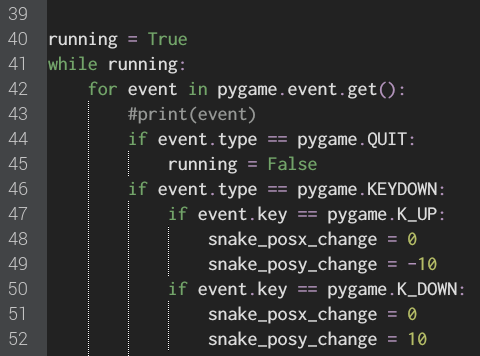 39
40 running = True
41 while running:
42     for event in pygame.event.get():
43         #print(event)
44         if event.type == pygame.QUIT:
45             running = False
46         if event.type == pygame.KEYDOWN:
47             if event.key == pygame.K_UP:
48                 snake_posx_change = 0
49                 snake_posy_change = -10
50             if event.key == pygame.K_DOWN:
51                 snake_posx_change = 0
52                 snake_posy_change = 10